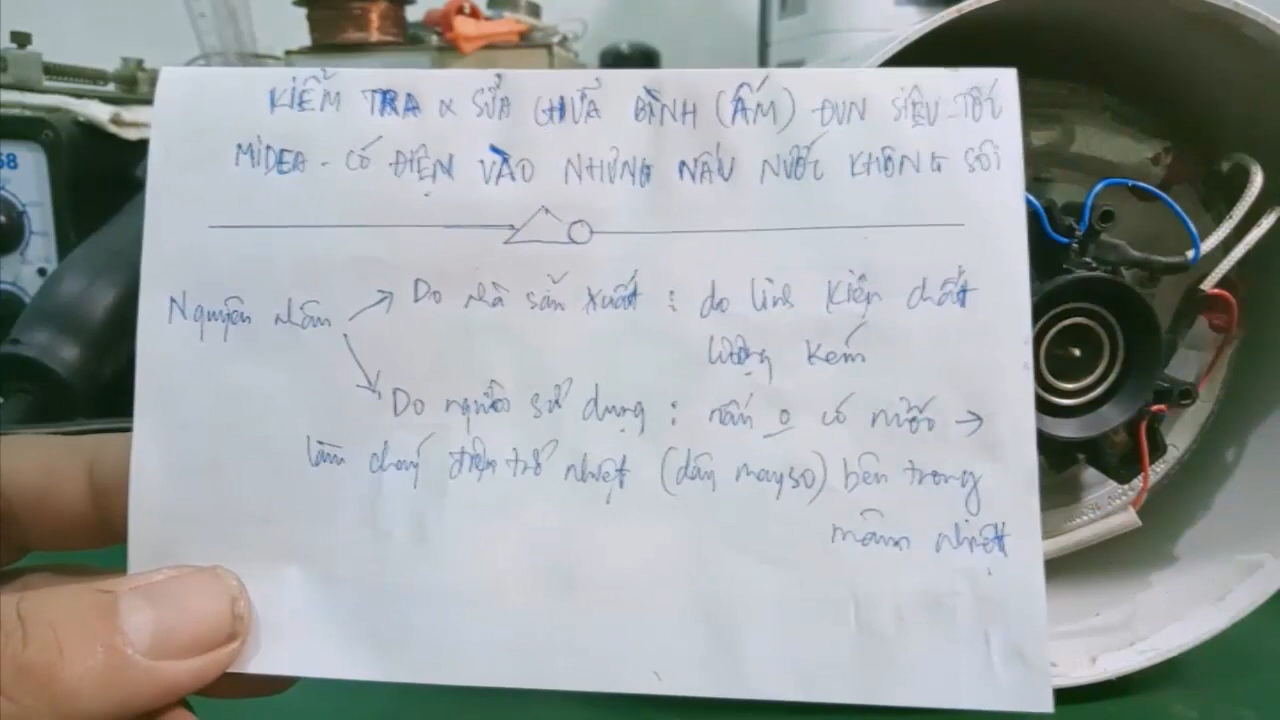 KIỂM TRA & SỬA CHỮA BÌNH (ẤM) ĐUN SIÊU-TỐC
MIDEA - CÓ ĐIỆN VÀO NHƯNG NẤU NƯỚC KHÔNG SÔI
Nguyên nhân
Do nhà sản xuất : do linh kiện chất
lượng kém
Do người sử dụng : nấu o có nước →
làm cháy điện trở nhiệt (dây mayso) bên trong
mâm nhiệt
68